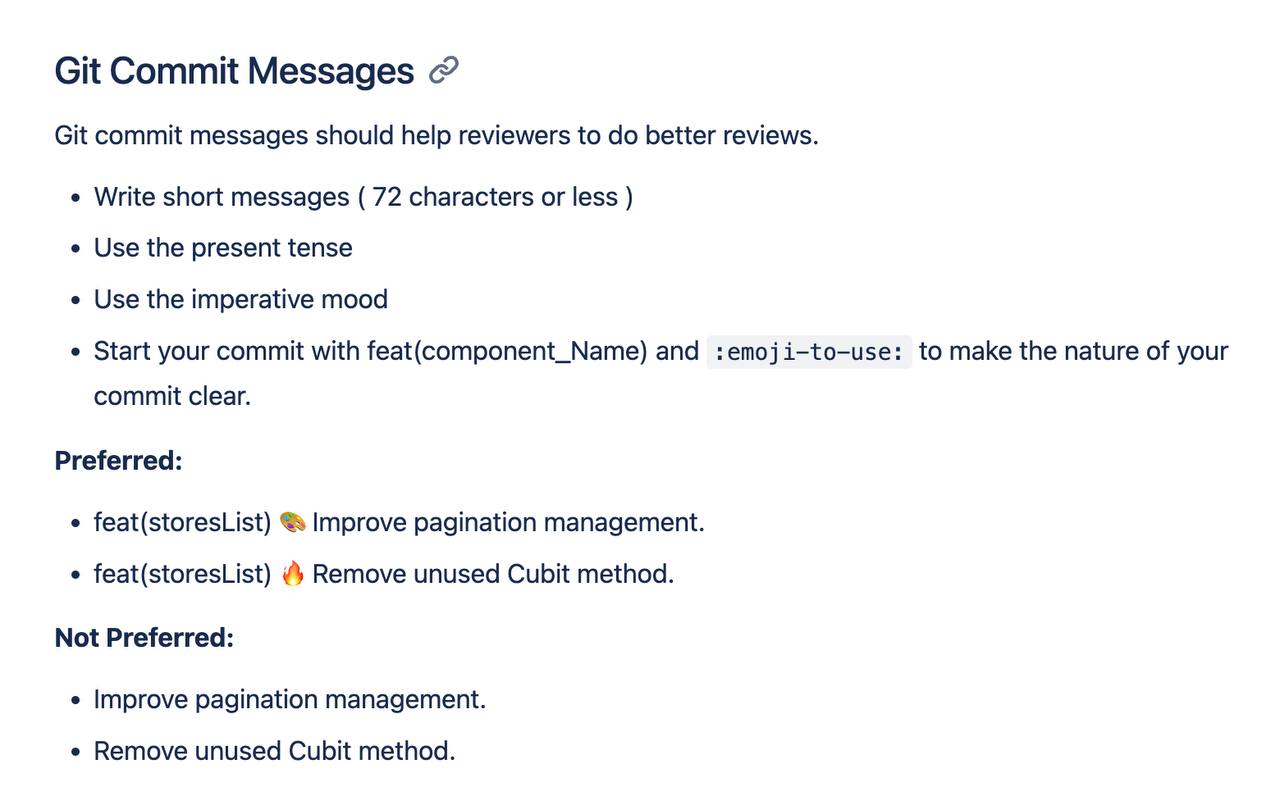 Git Commit Messages
Git commit messages should help reviewers to do better reviews.
• Write short messages ( 72 characters or less )
• Use the present tense
• Use the imperative mood
• Start your commit with feat(component_Name) and :emoji-to-use: to make the nature of your
commit clear.
Preferred:
• feat(storesList) 🎨 Improve pagination management.
• feat(storesList) 🔥 Remove unused Cubit method.
Not Preferred:
• Improve pagination management.
• Remove unused Cubit method.